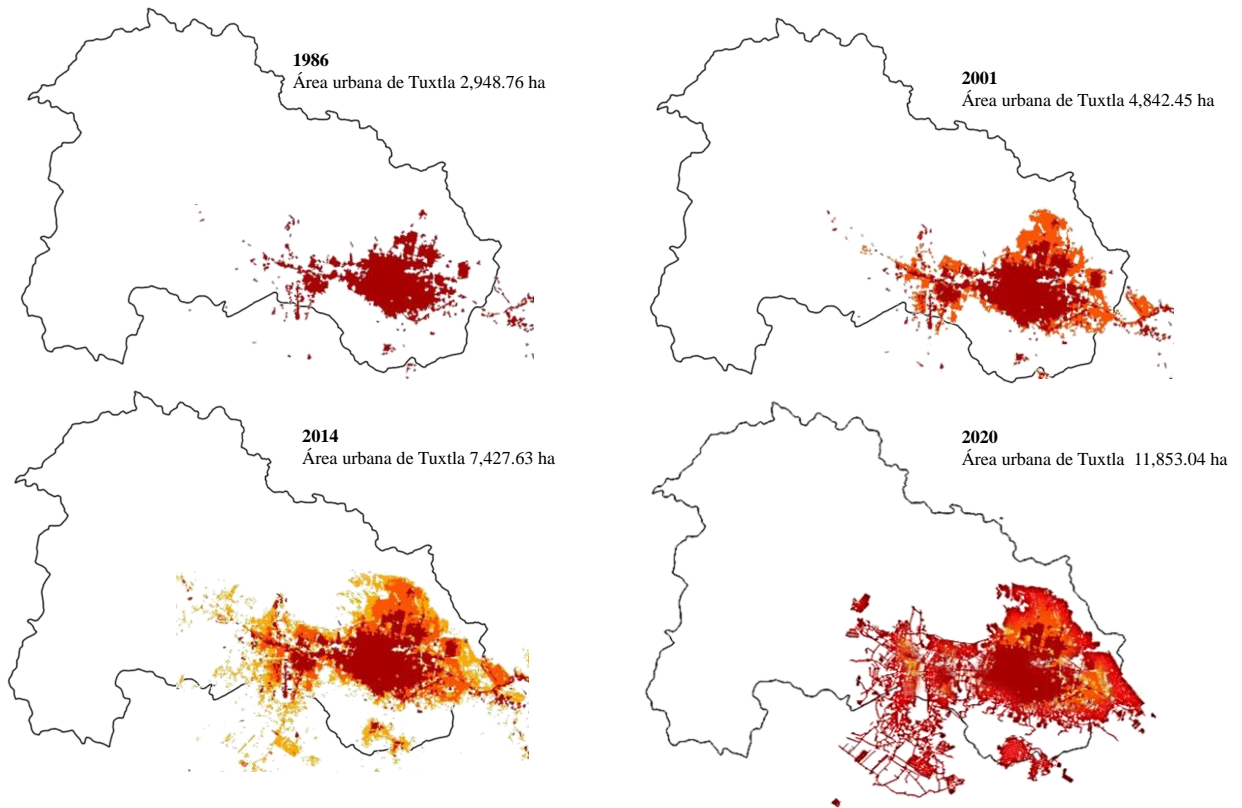 1986
Área urbana de Tuxtla 2,948.76 ha
2001
Área urbana de Tuxtla 4,842.45 ha
2014
Área urbana de Tuxtla 7,427.63 ha
2020
Área urbana de Tuxtla 11,853.04 ha